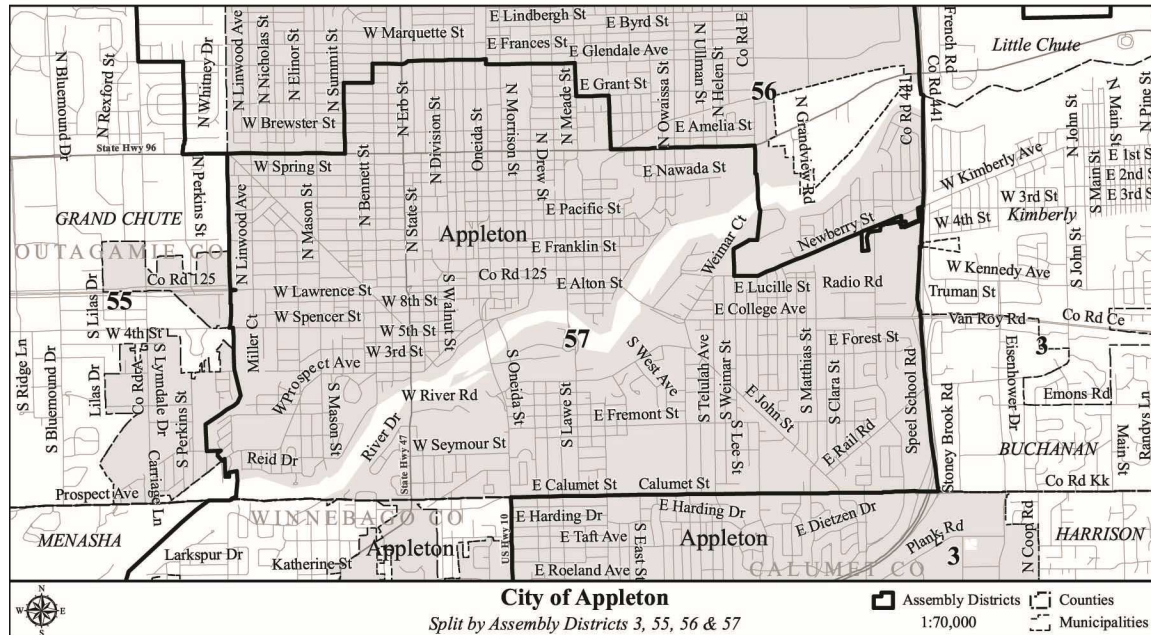 E Lindbergh St
E Byrd St
W Marquette St
E Frances St
E Glendale Ave
E Grant St
N Bluemound Dr
N Rexford St
N Whitney Dr
N Linwood Ave
N Nicholas St
N Elinor St
N Summit St
N Erb St
N Division St
Oneida St
N Morrison St
N Drew St
N Meade St
N Owaissa St
N Ullman St
N Helen St
Co Rd E
French Rd
Co Rd 441
Co Rd 441
Little Chute
56
N Grandview Rd
N John St
N Main St
N Pine St
W Brewster St
E Amelia St
State Hwy 96
W Spring St
E Nawada St
W Kimberly Ave
E 1st St
E 2nd St
E 3rd St
W 3rd St
S Main St
W 4th St
Kimberly
N Perkins St
N Linwood Ave
N Mason St
N Bennett St
N State St
E Pacific St
GRAND CHUTE
Appleton
E Franklin St
Weimar Ct
Newberry St
OUTAGAMIE CO
Co Rd 125
Co Rd 125
E Alton St
E Lucille St
Radio Rd
W Kennedy Ave
S John St
Truman St
55
S Lilas Dr
W Lawrence St
W 8th St
S Walnut St
E College Ave
Van Roy Rd
Co Rd Ce
W Spencer St
W 4th St
W 5th St
57
E Forest St
3
Miller Ct
W 3rd St
W Prospect Ave
S Ridge Ln
S Bluemound Dr
Lilas Dr
Co Rd A
S Lynndale Dr
S Perkins St
S Mason St
W River Rd
S Oneida St
S Lawe St
S West Ave
S Telulah Ave
S Weimar St
S Matthias St
S Clara St
Speel School Rd
Eisenhower Dr
Emons Rd
E Fremont St
E John St
River Dr
W Seymour St
S Lee St
E Rail Rd
Stoney Brook Rd
BUCHANAN
Main St
Randys Ln
Reid Dr
State Hwy 47
Carriage Ln
Prospect Ave
E Calumet St
Calumet St
Co Rd Kk
WINNEBAGO CO
US Hwy 10
E Harding Dr
E Harding Dr
E Dietzen Dr
Plank Rd
N Coop Rd
HARRISON
MENASHA
Larkspur Dr
Katherine St
Appleton
E Taft Ave
S East St
Appleton
3
E Roeland Ave
CALUMET CO
N
W E
S
City of Appleton
Split by Assembly Districts 3, 55, 56 & 57
Assembly Districts
Counties
1:70,000
Municipalities